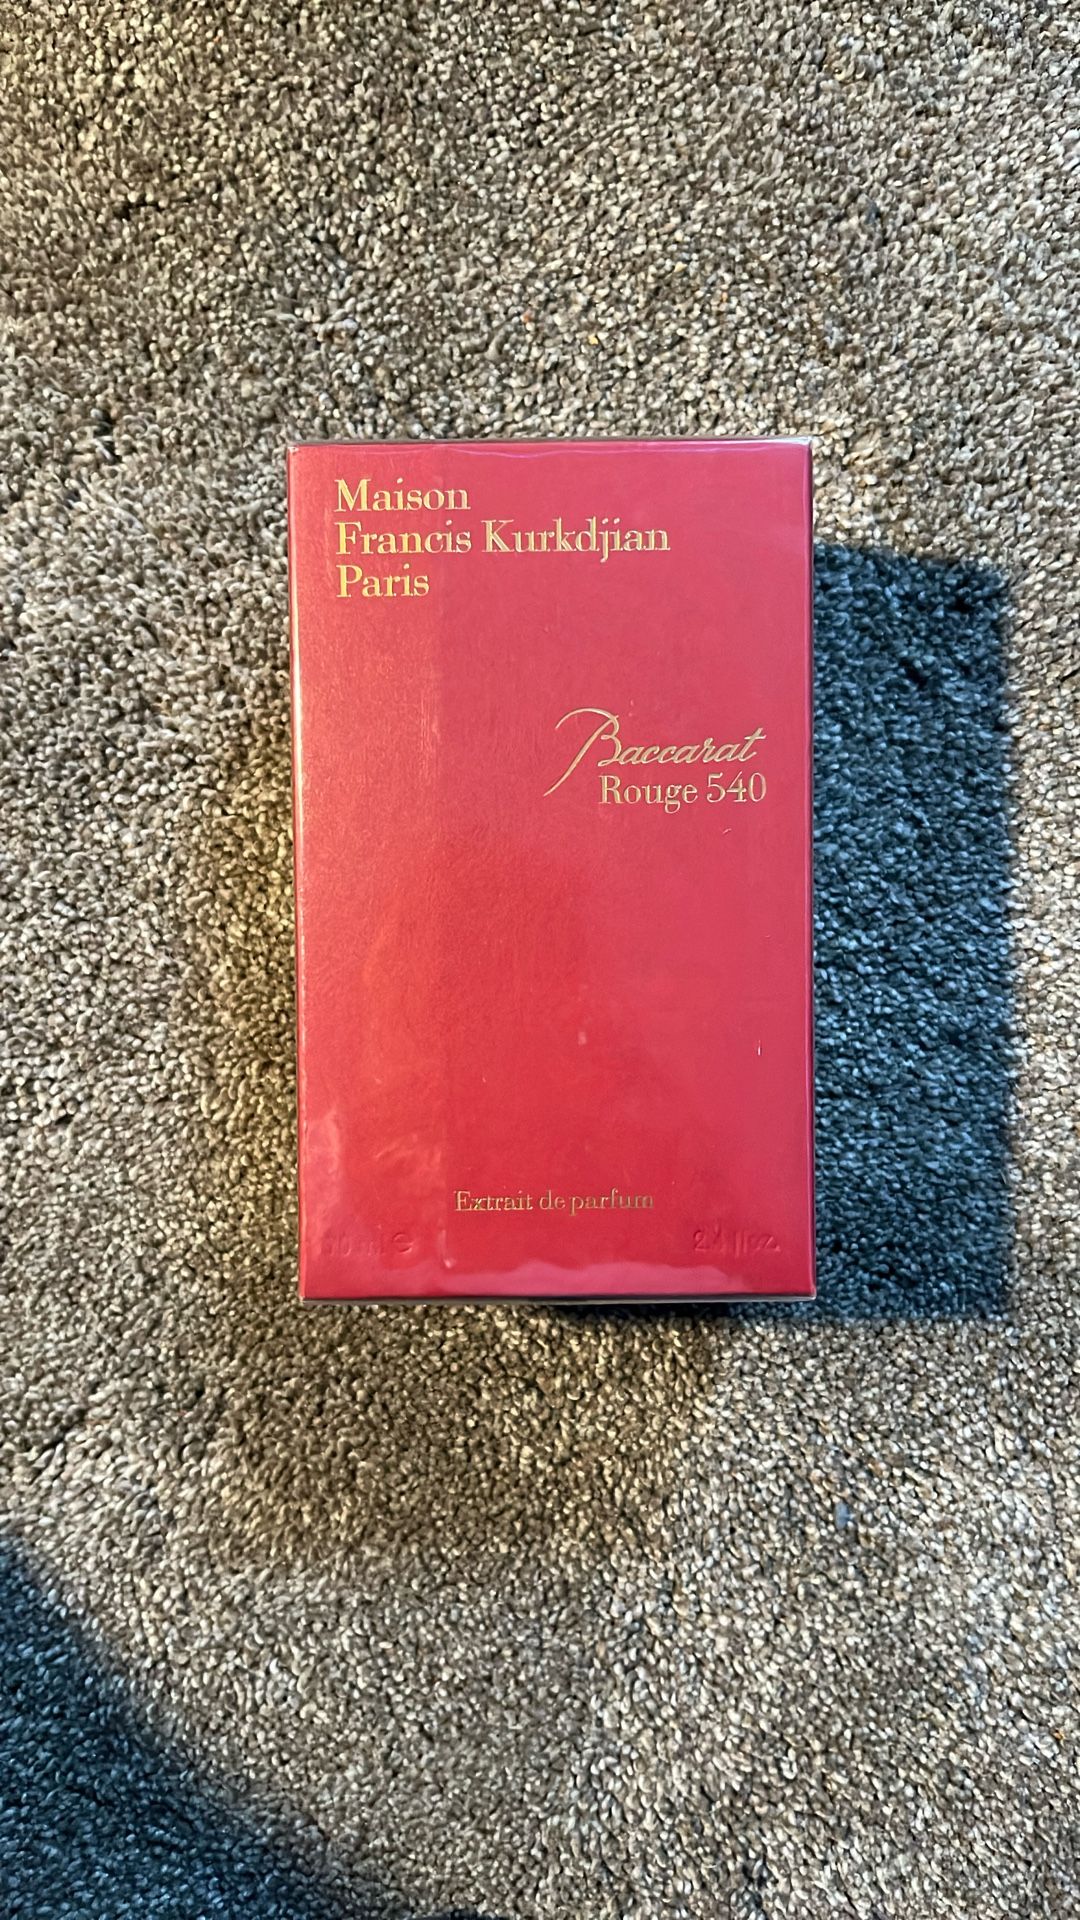 Maison
Francis Kurkdjian
Paris
Baccarat
Rouge 540
Extrait de parfum